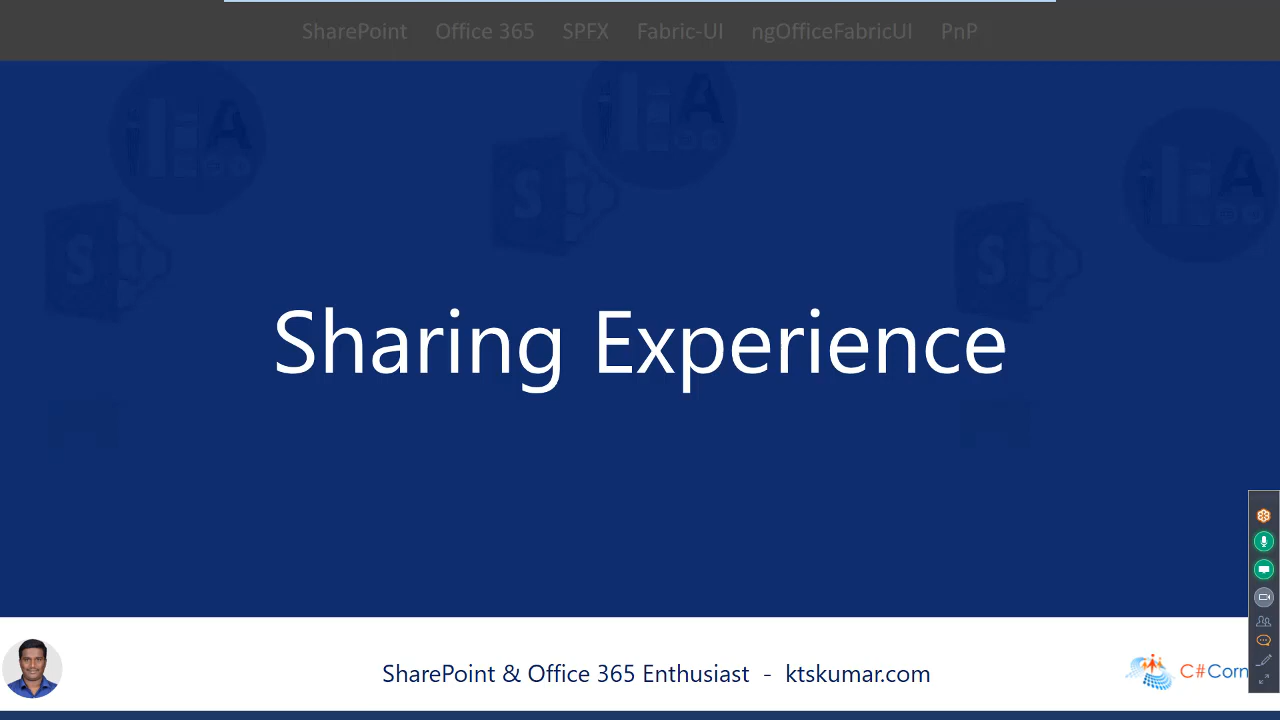 SharePoint Office 365 SPFX Fabric-UI ngOfficeFabricUI PnP
Sharing Experience
SharePoint & Office 365 Enthusiast - ktskumar.com
C#Corn